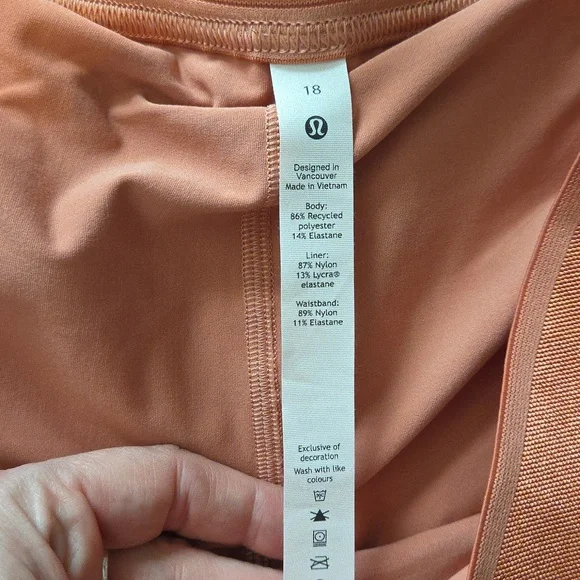 18
Designed in
Vancouver
Made in Vietnam
Body:
86% Recycled
polyester
14% Elastane
Liner:
87% Nylon
13% Lycra®
elastane
Waistband:
89% Nylon
11% Elastane
Exclusive of
decoration
Wash with like
colours